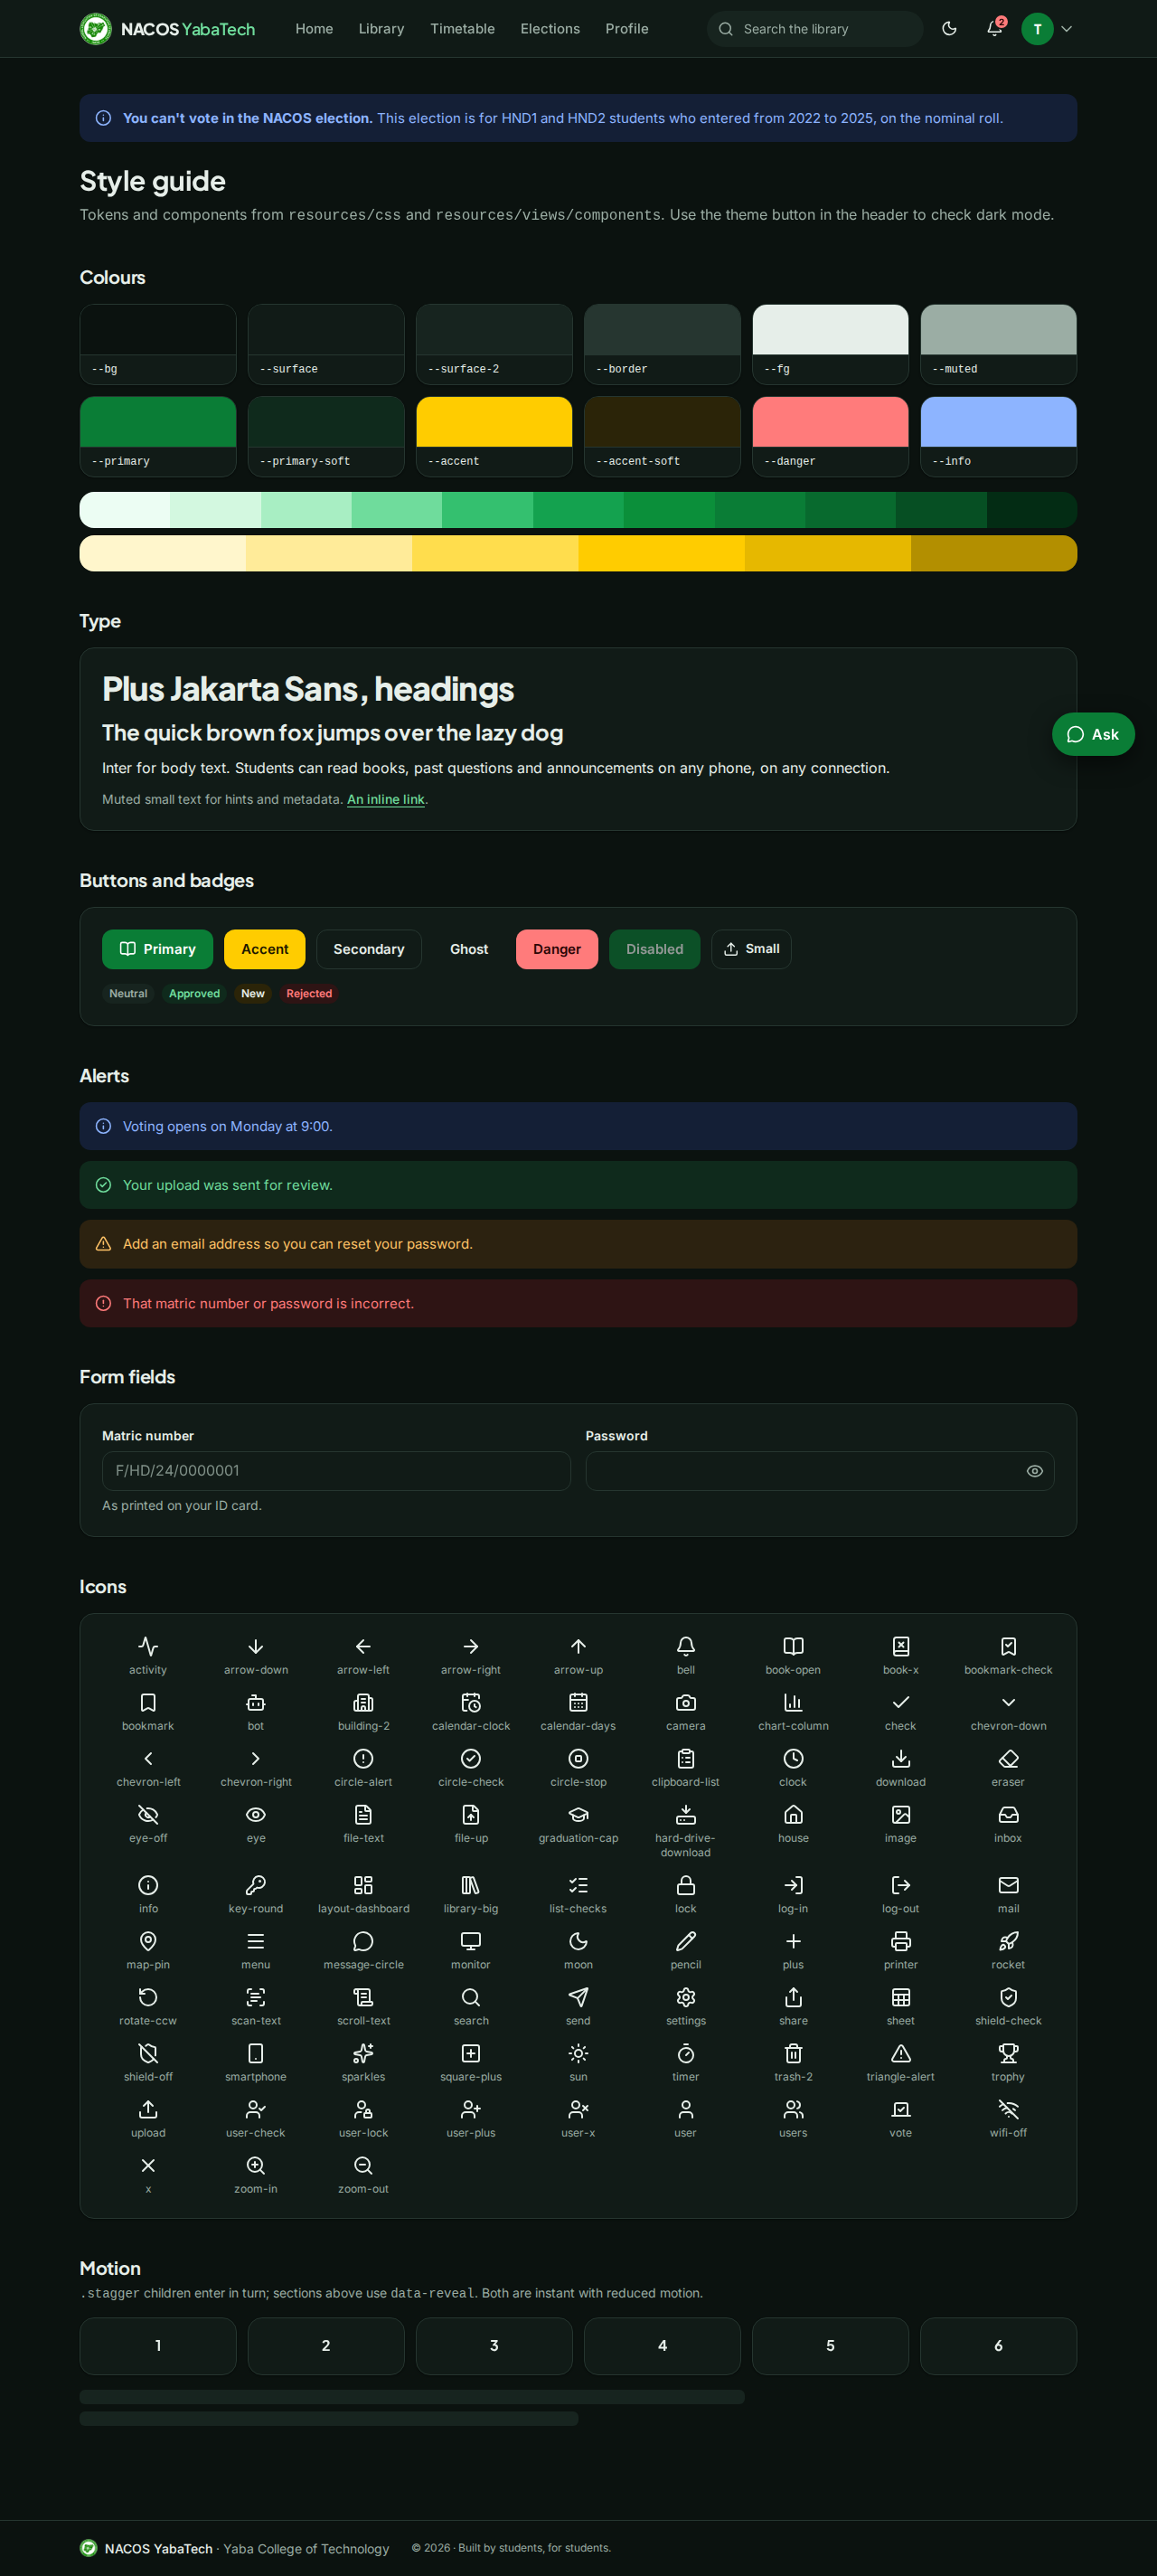 NACOS YabaTech
Home Library Timetable Elections Profile
Search the library
2
T
You can't vote in the NACOS election. This election is for HND1 and HND2 students who entered from 2022 to 2025, on the nominal roll.
Style guide
Tokens and components from resources/css and resources/views/components. Use the theme button in the header to check dark mode.
Colours
--bg --surface --surface-2 --border --fg --muted
--primary --primary-soft --accent --accent-soft --danger --info
Type
Plus Jakarta Sans, headings
The quick brown fox jumps over the lazy dog
Ask
Inter for body text. Students can read books, past questions and announcements on any phone, on any connection.
Muted small text for hints and metadata. An inline link.
Buttons and badges
Primary Accent Secondary Ghost Danger Disabled Small
Neutral Approved New Rejected
Alerts
Voting opens on Monday at 9:00.
Your upload was sent for review.
Add an email address so you can reset your password.
That matric number or password is incorrect.
Form fields
Matric number Password
F/HD/24/0000001
As printed on your ID card.
Icons
activity arrow-down arrow-left arrow-right arrow-up bell book-open book-x bookmark-check
bookmark bot building-2 calendar-clock calendar-days camera chart-column check chevron-down
chevron-left chevron-right circle-alert circle-check circle-stop clipboard-list clock download eraser
eye-off eye file-text file-up graduation-cap hard-drive-download house image inbox
info key-round layout-dashboard library-big list-checks lock log-in log-out mail
map-pin menu message-circle monitor moon pencil plus printer rocket
rotate-ccw scan-text scroll-text search send settings share sheet shield-check
shield-off smartphone sparkles square-plus sun timer trash-2 triangle-alert trophy
upload user-check user-lock user-plus user-x user users vote wifi-off
x zoom-in zoom-out
Motion
.stagger children enter in turn; sections above use data-reveal. Both are instant with reduced motion.
1 2 3 4 5 6
NACOS YabaTech · Yaba College of Technology © 2026 · Built by students, for students.